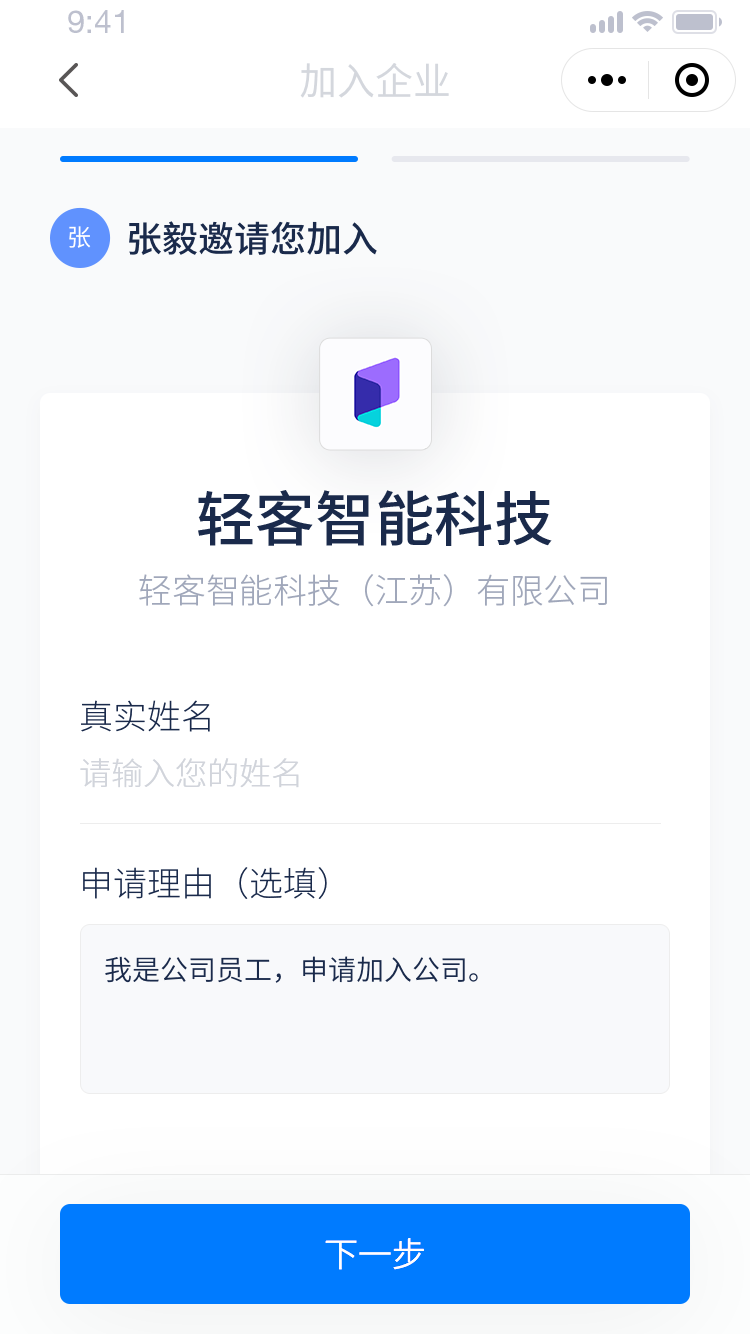 9:41
加入企业
张
张毅邀请您加入
轻客智能科技
轻客智能科技（江苏）有限公司
真实姓名
请输入您的姓名
申请理由（选填）
我是公司员工，申请加入公司。
下一步